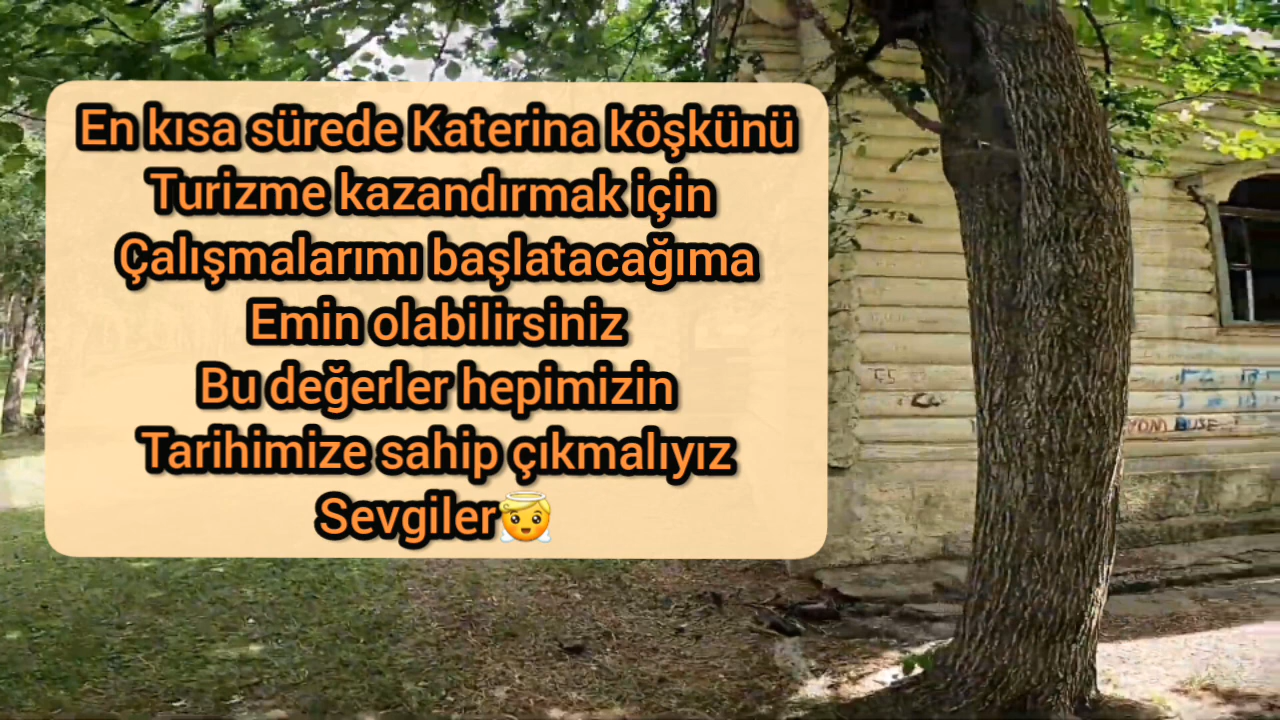 En kısa sürede Katerina köşkünü
Turizme kazandırmak için
Çalışmalarımı başlatacağıma
Emin olabilirsiniz
Bu değerler hepimizin
Tarihimize sahip çıkmalıyız
Sevgiler😇
BUSE